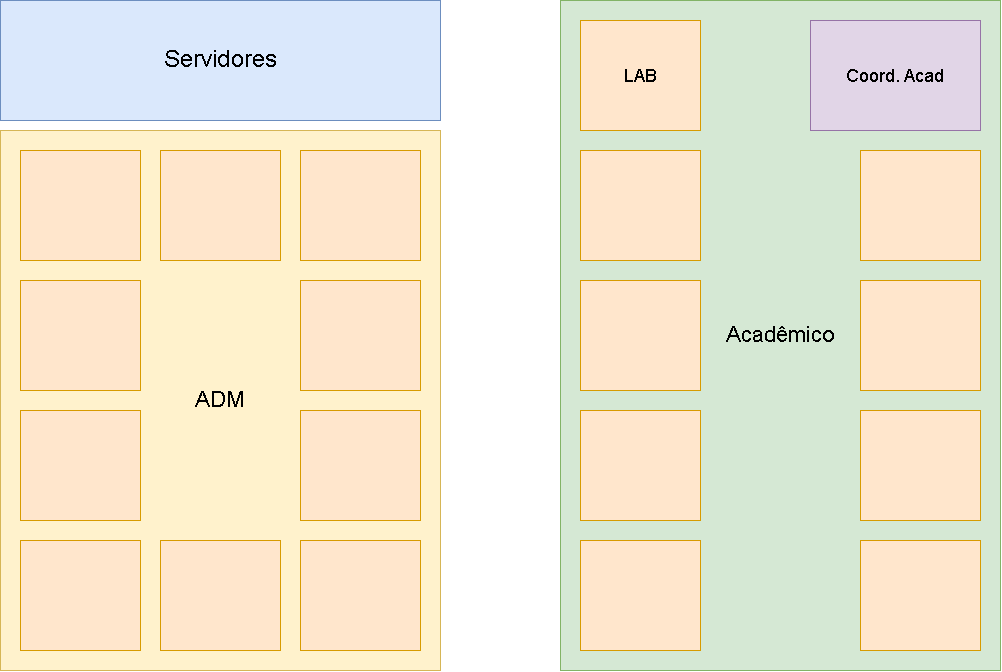 Servidores
ADM
LAB
Coord. Acad
Acadêmico